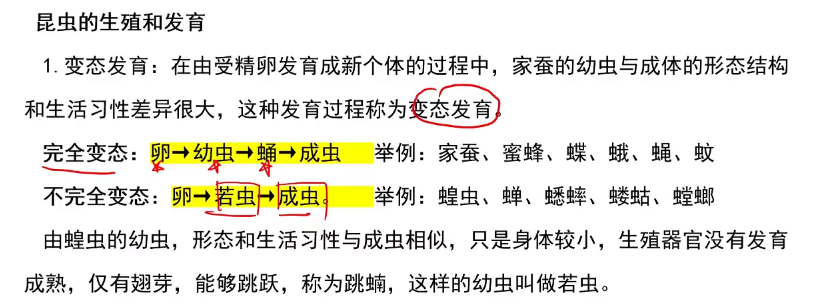 昆虫的生殖和发育
1.变态发育：在由受精卵发育成新个体的过程中，家蚕的幼虫与成体的形态结构
和生活习性差异很大，这种发育过程称为变态发育。
完全变态：卵→幼虫→蛹→成虫 举例：家蚕、蜜蜂、蝶、蛾、蝇、蚊
不完全变态：卵→若虫→成虫。 举例：蝗虫、蝉、蟋蟀、蝼蛄、螳螂
由蝗虫的幼虫，形态和生活习性与成虫相似，只是身体较小，生殖器官没有发育
成熟，仅有翅芽，能够跳跃，称为跳蝻，这样的幼虫叫做若虫。